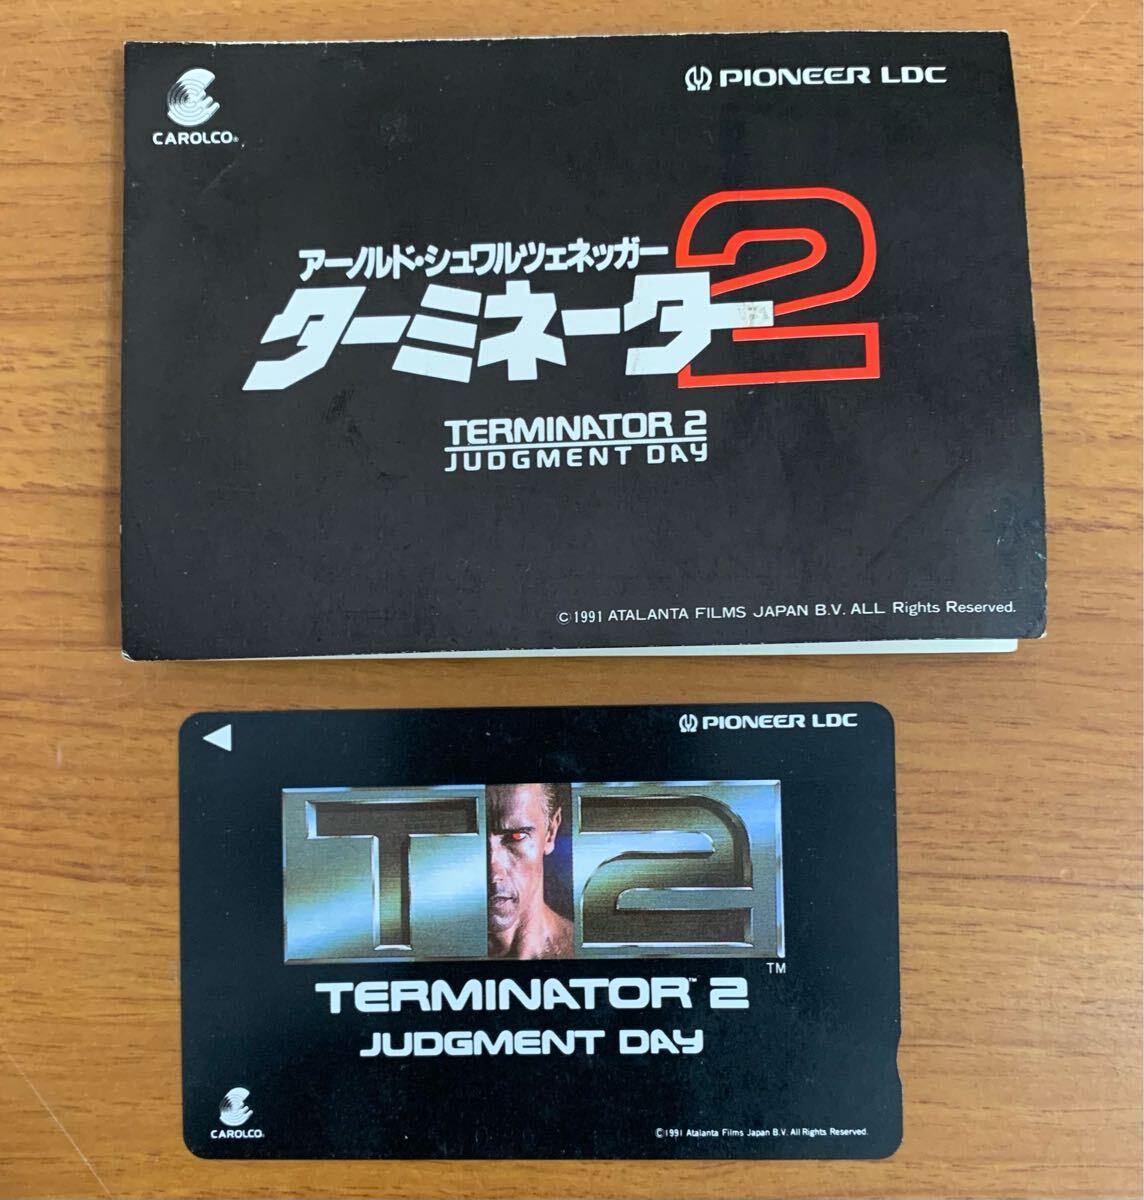 CAROLCO®
PIONEER LDC
アーノルド・シュワルツェネッガー
ターミネーター2
TERMINATOR 2
JUDGMENT DAY
©1991 ATALANTA FILMS JAPAN B.V. ALL Rights Reserved.
PIONEER LDC
T2
TM
TERMINATOR™ 2
JUDGMENT DAY
CAROLCO®
©1991 Atalanta Films Japan B.V. All Rights Reserved.